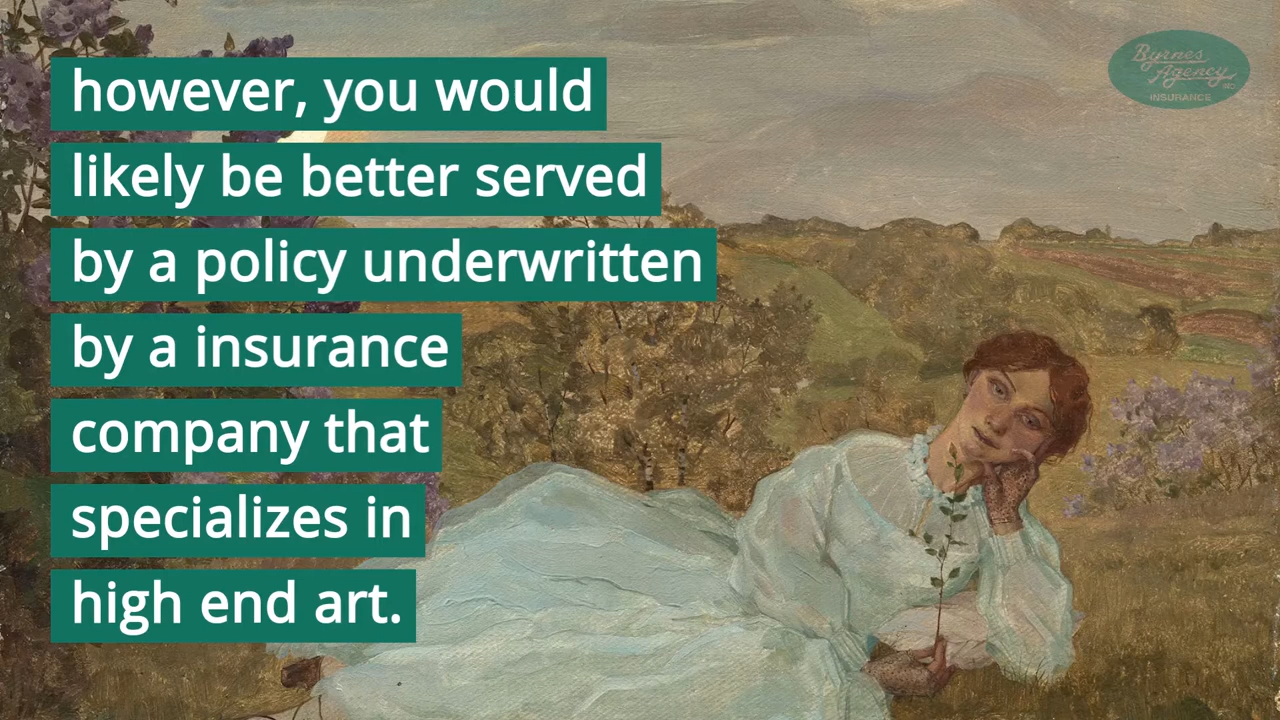 however, you would
likely be better served
by a policy underwritten
by a insurance
company that
specializes in
high end art.
Byrnes
Agency INC.
INSURANCE